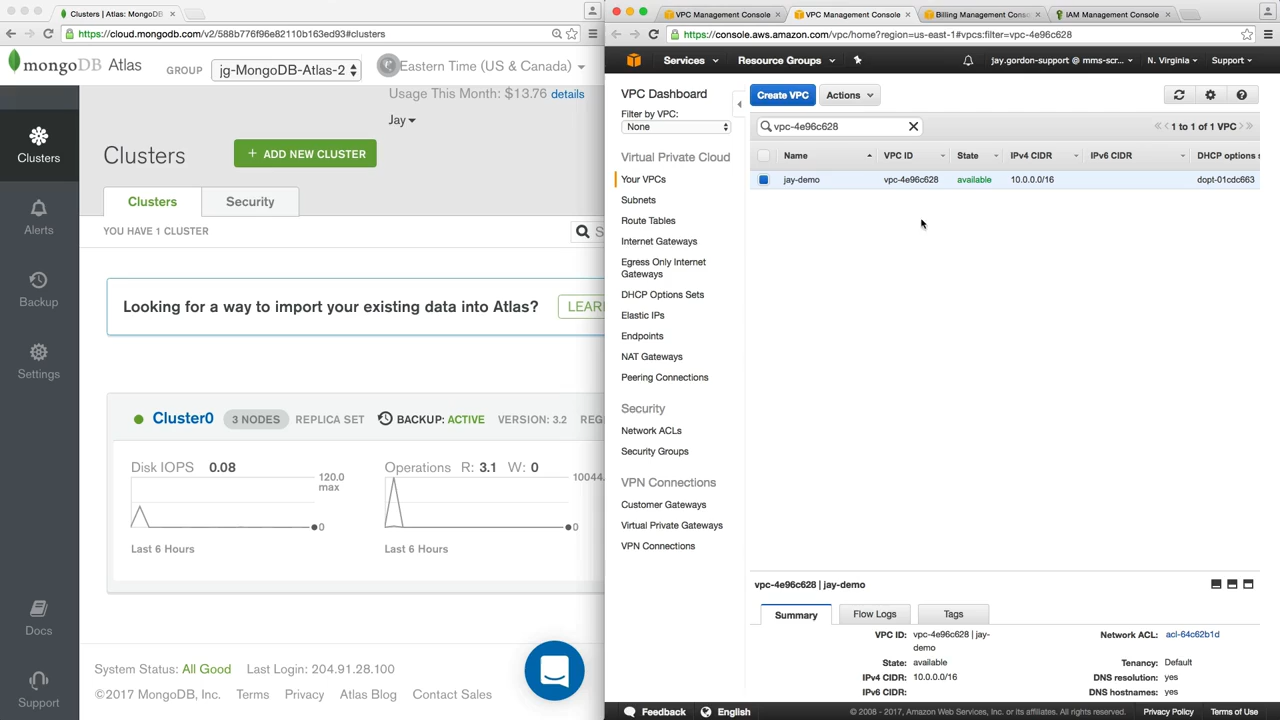 Clusters | Atlas: MongoDB
https://cloud.mongodb.com/v2/588b776f96e82110b1636c93#clusters
mongoDB Atlas
GROUP
jg-MongoDB-Atlas-2
Eastern Time (US & Canada)
Usage This Month: $13.76 details
Jay
Clusters
Alerts
Backup
Settings
Docs
Support
Clusters
+ ADD NEW CLUSTER
Clusters
Security
YOU HAVE 1 CLUSTER
S
Looking for a way to import your existing data into Atlas?
LEAR
Cluster0
3 NODES
REPLICA SET
BACKUP: ACTIVE
VERSION: 3.2
REG
Disk IOPS 0.08
120.0
max
0
Last 6 Hours
Operations R: 3.1 W: 0
10044.
0
Last 6 Hours
System Status: All Good Last Login: 204.91.28.100
©2017 MongoDB, Inc. Terms Privacy Atlas Blog Contact Sales
VPC Management Console
VPC Management Console
Billing Management Cons
IAM Management Console
https://console.aws.amazon.com/vpc/home?region=us-east-1#vpcs:filter=vpc-4e96c628
Services
Resource Groups
jay.gordon-support @ mms-scr...
N. Virginia
Support
VPC Dashboard
Filter by VPC:
None
Virtual Private Cloud
Your VPCs
Subnets
Route Tables
Internet Gateways
Egress Only Internet
Gateways
DHCP Options Sets
Elastic IPs
Endpoints
NAT Gateways
Peering Connections
Security
Network ACLs
Security Groups
VPN Connections
Customer Gateways
Virtual Private Gateways
VPN Connections
Create VPC
Actions
vpc-4e96c628
1 to 1 of 1 VPC
Name VPC ID State IPv4 CIDR IPv6 CIDR DHCP options s
jay-demo vpc-4e96c628 available 10.0.0.0/16 dopt-01cdc663
vpc-4e96c628 | jay-demo
Summary
Flow Logs
Tags
VPC ID: vpc-4e96c628 | jay-
demo
State: available
IPv4 CIDR: 10.0.0.0/16
IPv6 CIDR:
Network ACL: acl-64c62b1d
Tenancy: Default
DNS resolution: yes
DNS hostnames: yes
Feedback
English
© 2008 - 2017, Amazon Web Services, Inc. or its affiliates. All rights reserved.
Privacy Policy
Terms of Use